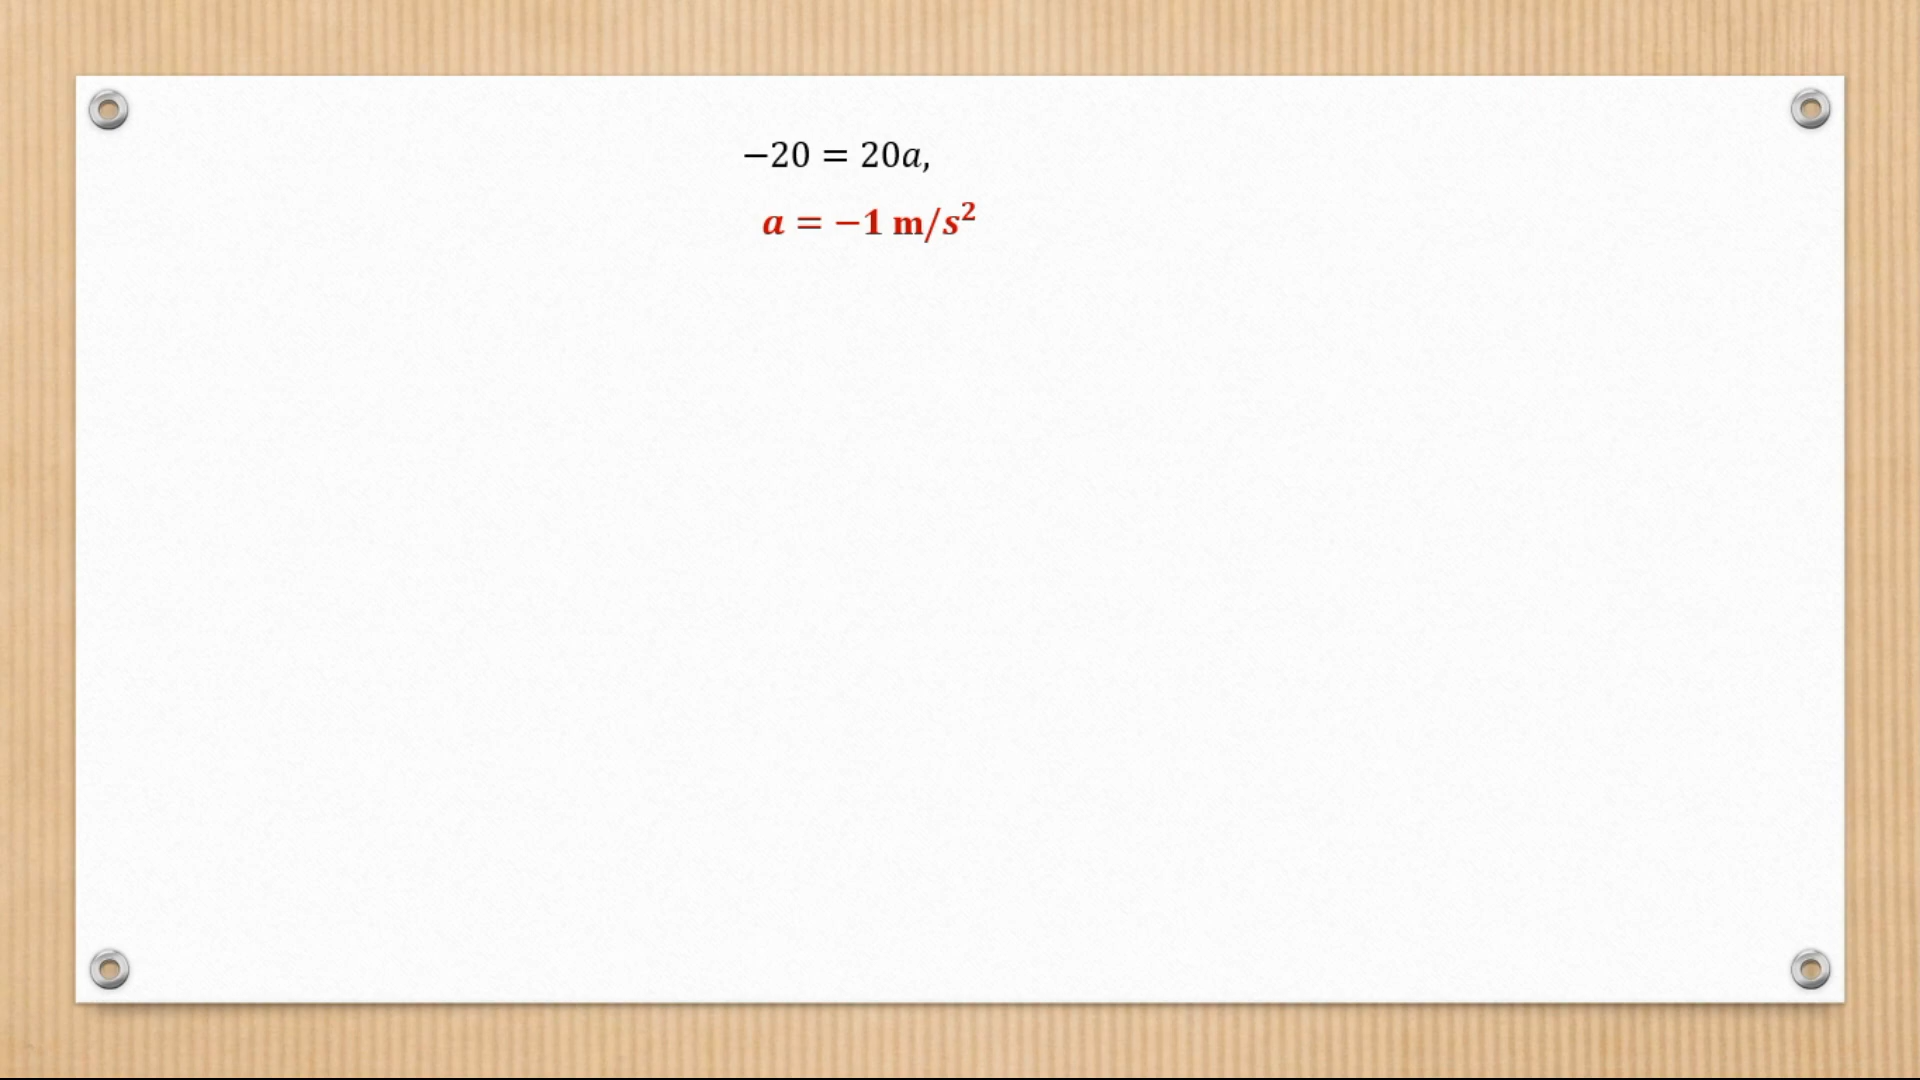 −20 = 20a,
a = −1 m/s²